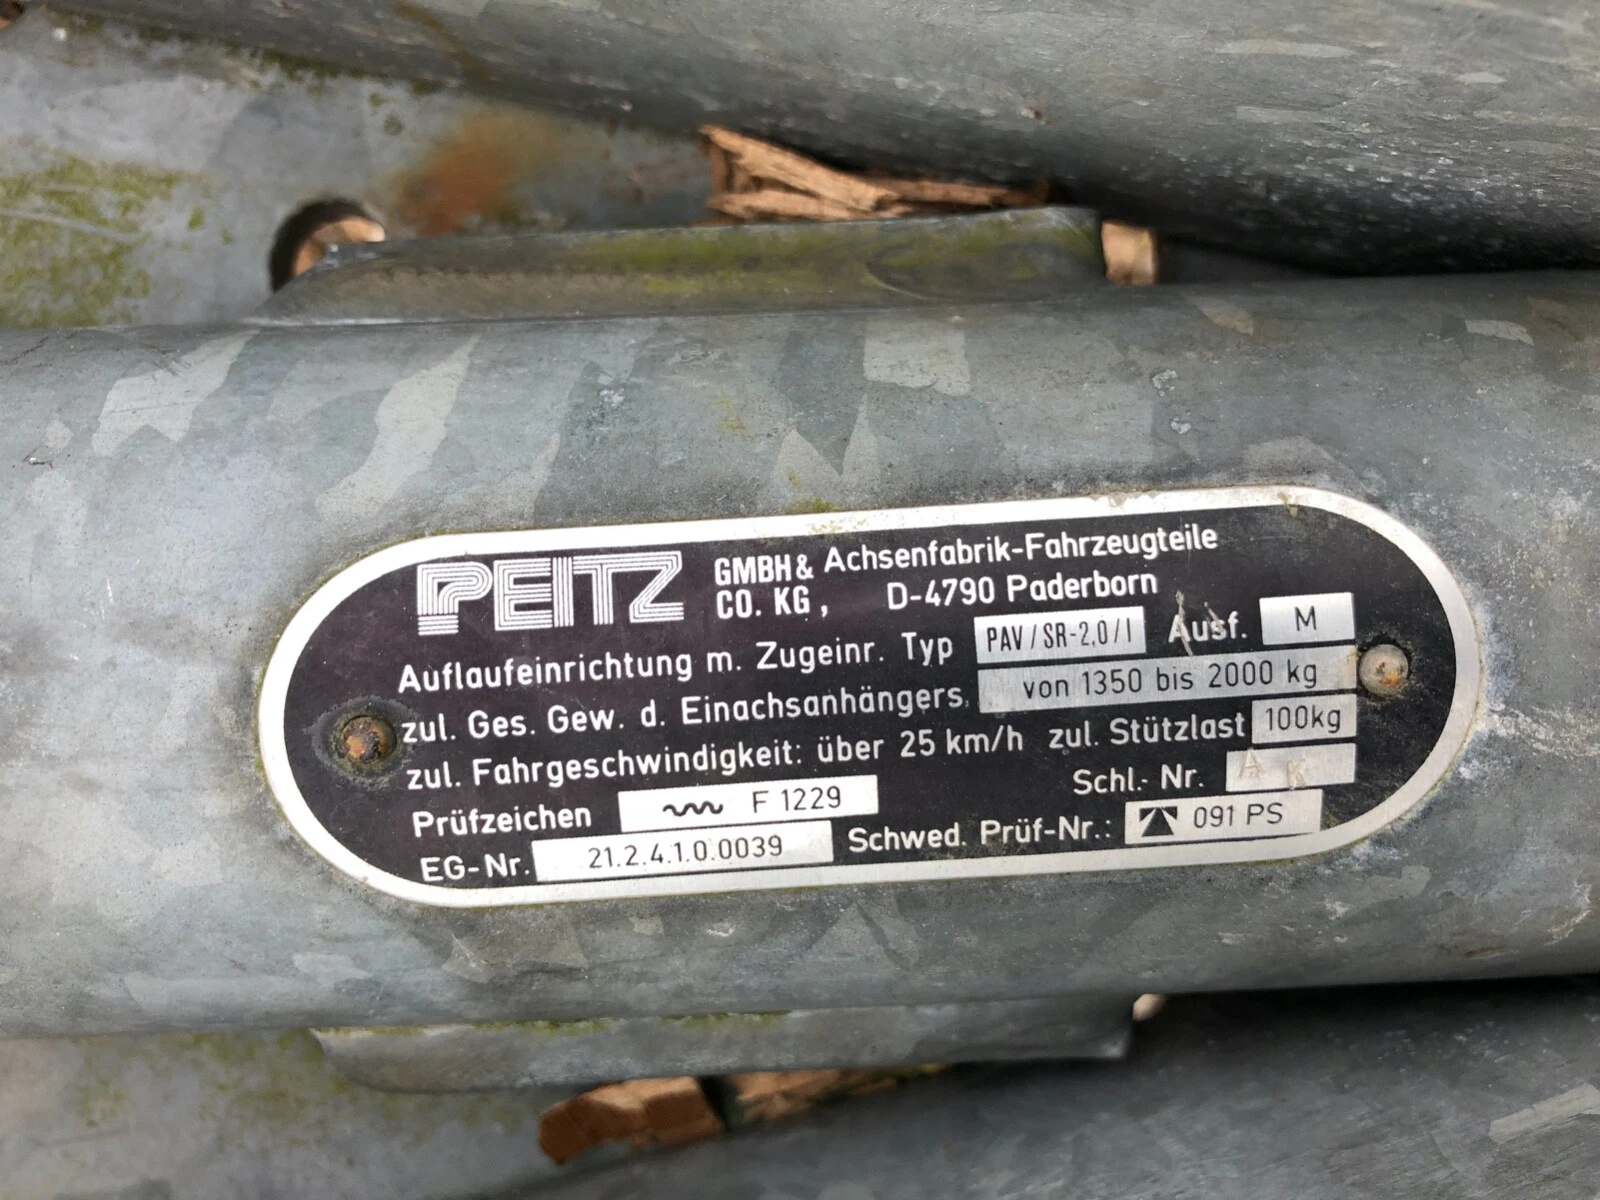 PEITZ GMBH & CO. KG, Achsenfabrik-Fahrzeugteile
D-4790 Paderborn
Auflaufeinrichtung m. Zugeinr. Typ PAV/SR-2,0/I Ausf. M
zul. Ges. Gew. d. Einachsanhängers. von 1350 bis 2000 kg
zul. Fahrgeschwindigkeit: über 25 km/h zul. Stützlast 100kg
Prüfzeichen F 1229 Schl.-Nr. A K
EG-Nr. 21.2.4.1.0.0039 Schwed. Prüf-Nr.: 091 PS